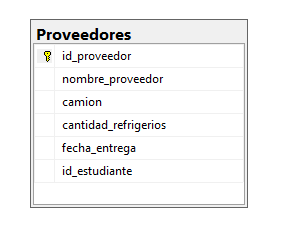 Proveedores
id_proveedor
nombre_proveedor
camion
cantidad_refrigerios
fecha_entrega
id_estudiante